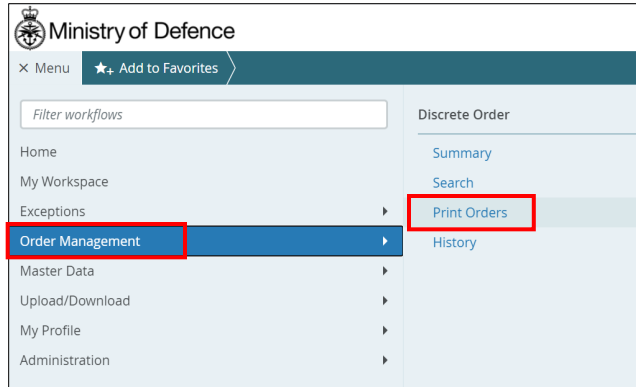 Ministry of Defence
× Menu ★+ Add to Favorites
Filter workflows
Home
My Workspace
Exceptions
Order Management
Master Data
Upload/Download
My Profile
Administration
Discrete Order
Summary
Search
Print Orders
History